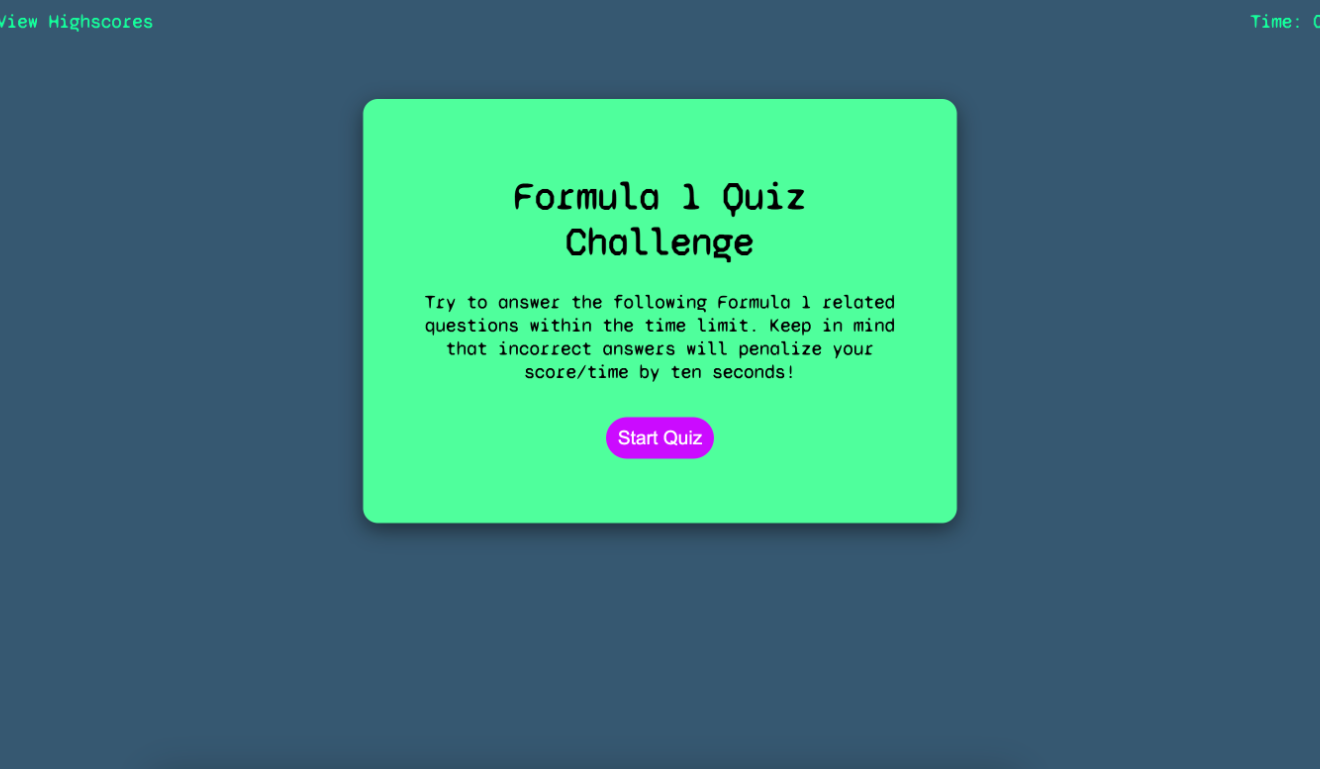 View Highscores
Time:
Formula 1 Quiz
Challenge
Try to answer the following Formula 1 related
questions within the time limit. Keep in mind
that incorrect answers will penalize your
score/time by ten seconds!
Start Quiz